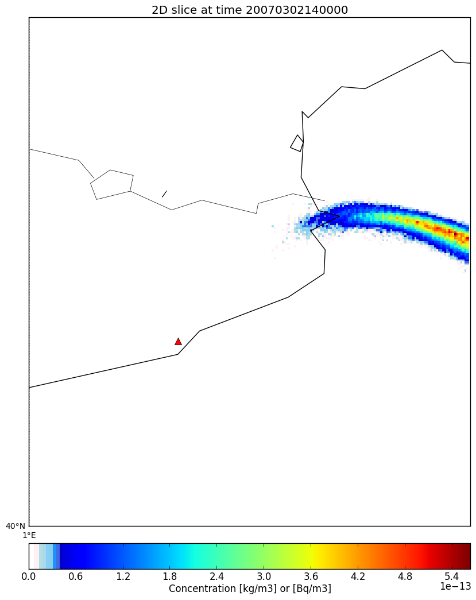 2D slice at time 20070302140000
40°N
1°E
0.0 0.6 1.2 1.8 2.4 3.0 3.6 4.2 4.8 5.4
1e−13
Concentration [kg/m3] or [Bq/m3]